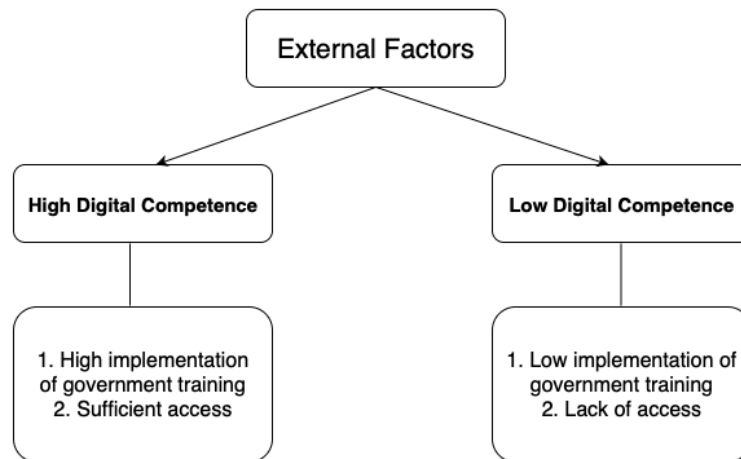 External Factors
High Digital Competence
Low Digital Competence
1. High implementation
of government training
2. Sufficient access
1. Low implementation of
government training
2. Lack of access